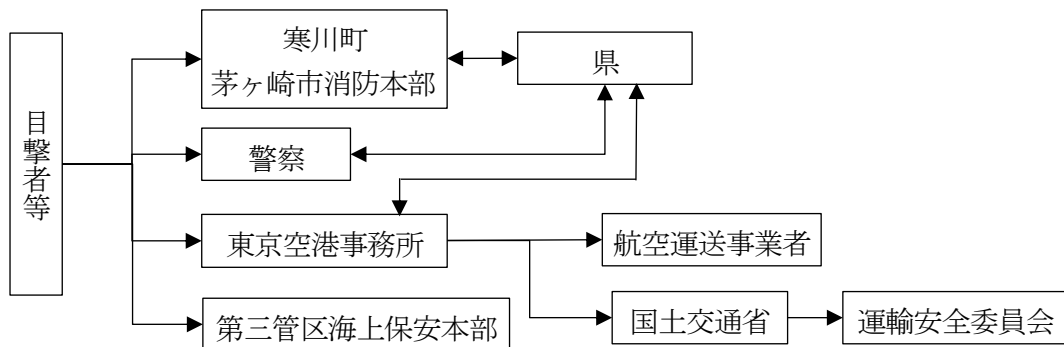 目撃者等
寒川町
茅ヶ崎市消防本部
県
警察
東京空港事務所
航空運送事業者
第三管区海上保安本部
国土交通省
運輸安全委員会